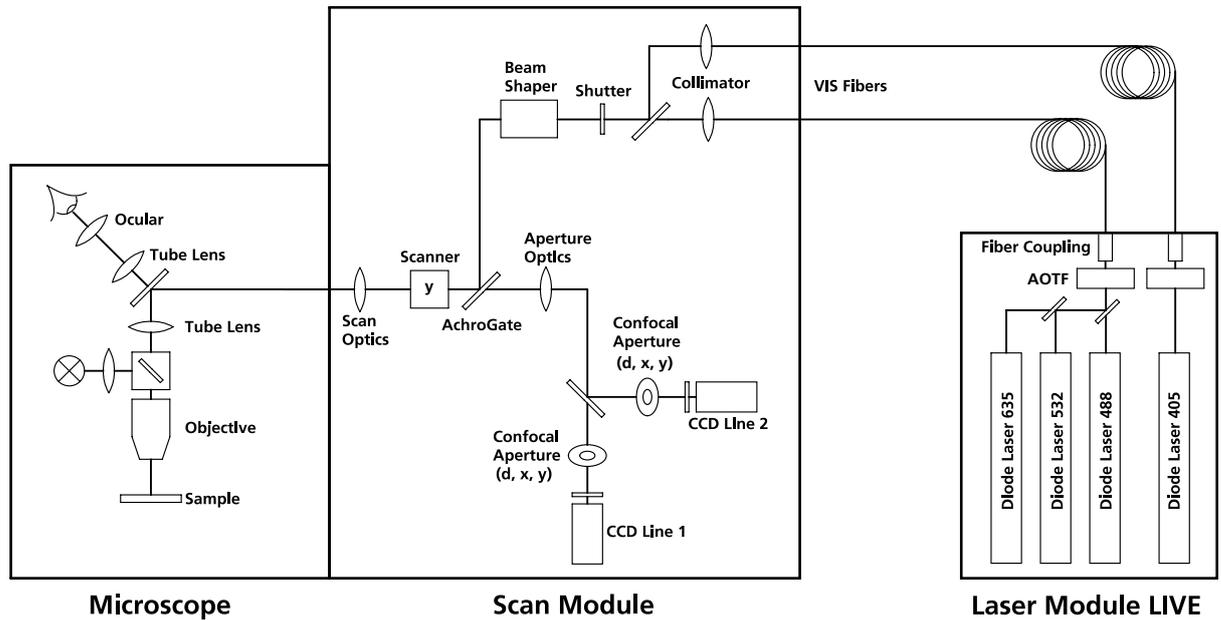 Beam
Shaper
Shutter
Collimator
VIS Fibers
Ocular
Tube Lens
Tube Lens
Objective
Sample
Scanner
y
Scan
Optics
AchroGate
Aperture
Optics
Confocal
Aperture
(d, x, y)
CCD Line 2
Confocal
Aperture
(d, x, y)
CCD Line 1
Fiber Coupling
AOTF
Diode Laser 635
Diode Laser 532
Diode Laser 488
Diode Laser 405
Microscope
Scan Module
Laser Module LIVE